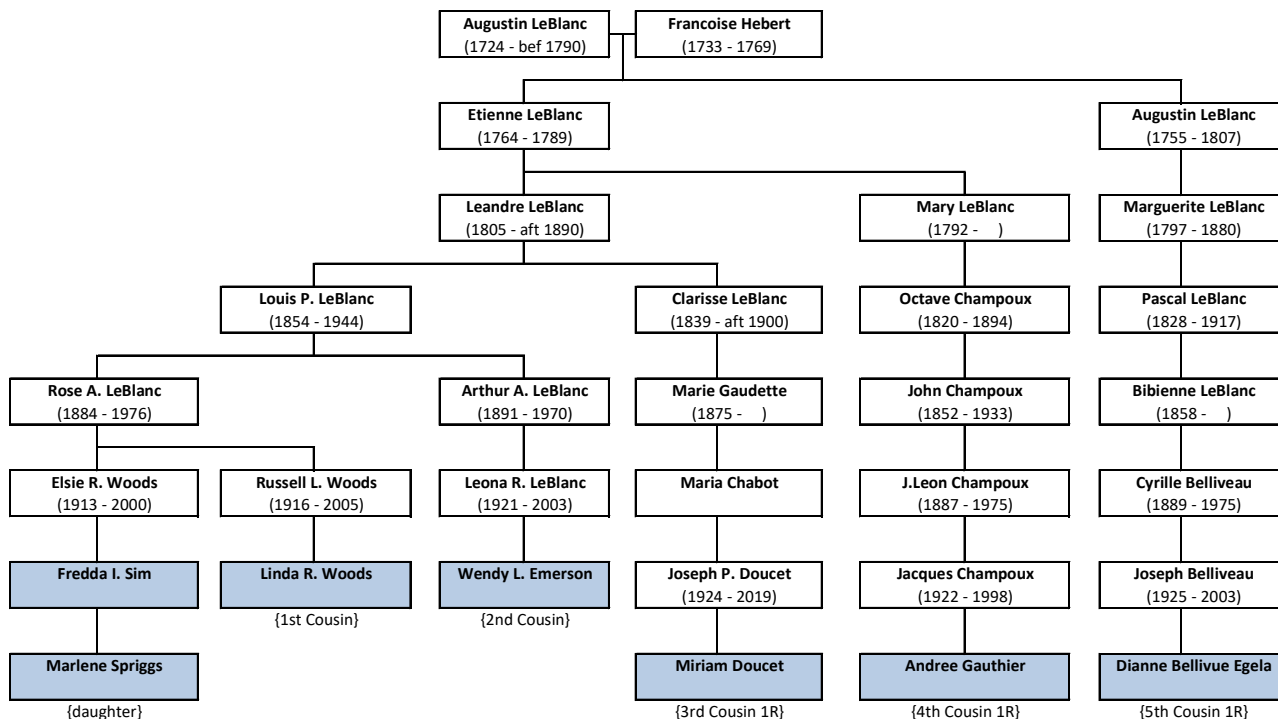 Augustin LeBlanc
(1724 - bef 1790)
Francoise Hebert
(1733 - 1769)
Etienne LeBlanc
(1764 - 1789)
Augustin LeBlanc
(1755 - 1807)
Leandre LeBlanc
(1805 - aft 1890)
Mary LeBlanc
(1792 - )
Marguerite LeBlanc
(1797 - 1880)
Louis P. LeBlanc
(1854 - 1944)
Clarisse LeBlanc
(1839 - aft 1900)
Octave Champoux
(1820 - 1894)
Pascal LeBlanc
(1828 - 1917)
Rose A. LeBlanc
(1884 - 1976)
Arthur A. LeBlanc
(1891 - 1970)
Marie Gaudette
(1875 - )
John Champoux
(1852 - 1933)
Bibienne LeBlanc
(1858 - )
Elsie R. Woods
(1913 - 2000)
Russell L. Woods
(1916 - 2005)
Leona R. LeBlanc
(1921 - 2003)
Maria Chabot
J.Leon Champoux
(1887 - 1975)
Cyrille Belliveau
(1889 - 1975)
Fredda I. Sim
Linda R. Woods
{1st Cousin}
Wendy L. Emerson
{2nd Cousin}
Joseph P. Doucet
(1924 - 2019)
Jacques Champoux
(1922 - 1998)
Joseph Belliveau
(1925 - 2003)
Marlene Spriggs
{daughter}
Miriam Doucet
{3rd Cousin 1R}
Andree Gauthier
{4th Cousin 1R}
Dianne Bellivue Egela
{5th Cousin 1R}